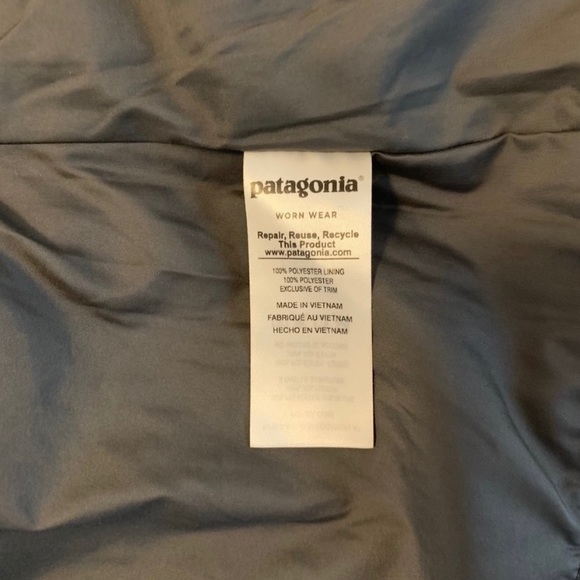 patagonia®
WORN WEAR
Repair, Reuse, Recycle
This Product
www.patagonia.com
100% POLYESTER LINING
100% POLYESTER
EXCLUSIVE OF TRIM
MADE IN VIETNAM
FABRIQUÉ AU VIETNAM
HECHO EN VIETNAM